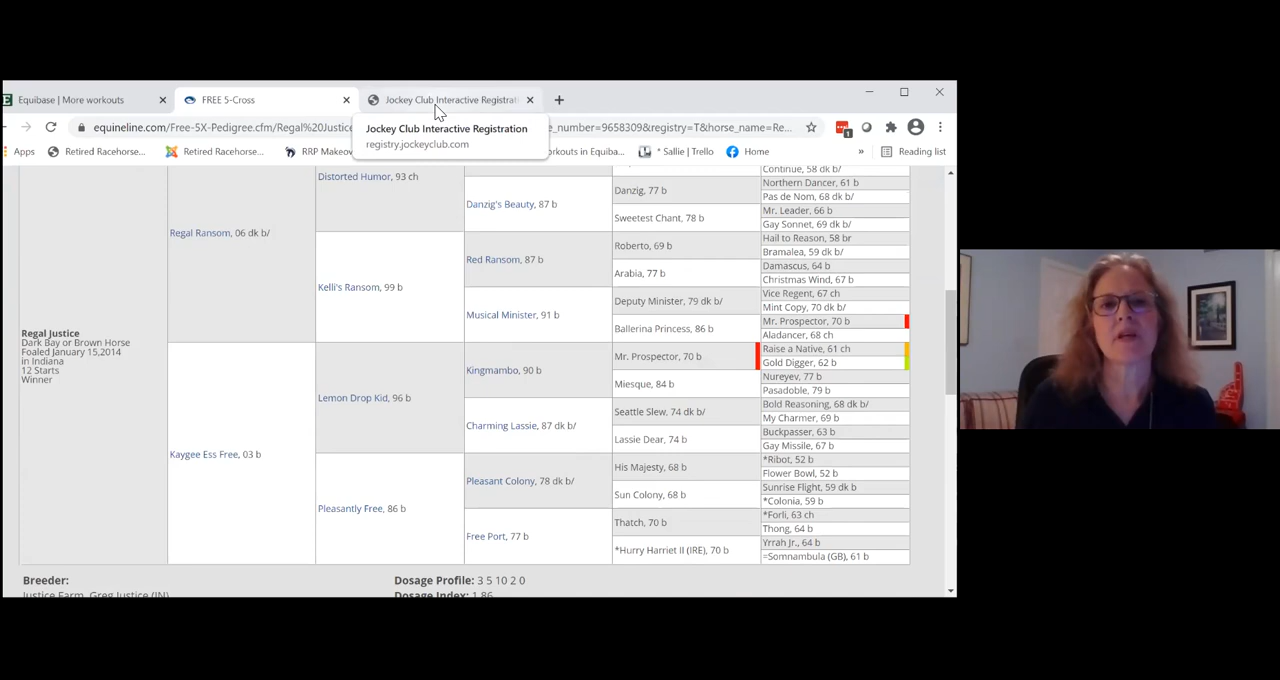 Equibase | More workouts
FREE 5-Cross
Jockey Club Interactive Registrat
equineline.com/Free-5X-Pedigree.cfm/Regal%20Justice
e_number=9658309&registry=T&horse_name=Re...
Jockey Club Interactive Registration
registry.jockeyclub.com
Apps
Retired Racehorse...
Retired Racehorse...
RRP Makeov
orkouts in Equiba...
* Sallie | Trello
Home
»
Reading list
Continue, 58 dk b/
Distorted Humor, 93 ch
Danzig, 77 b
Northern Dancer, 61 b
Pas de Nom, 68 dk b/
Danzig's Beauty, 87 b
Sweetest Chant, 78 b
Mr. Leader, 66 b
Gay Sonnet, 69 dk b/
Regal Ransom, 06 dk b/
Roberto, 69 b
Hail to Reason, 58 br
Bramalea, 59 dk b/
Red Ransom, 87 b
Arabia, 77 b
Damascus, 64 b
Christmas Wind, 67 b
Kelli's Ransom, 99 b
Deputy Minister, 79 dk b/
Vice Regent, 67 ch
Mint Copy, 70 dk b/
Musical Minister, 91 b
Ballerina Princess, 86 b
Mr. Prospector, 70 b
Aladancer, 68 ch
Regal Justice
Dark Bay or Brown Horse
Foaled January 15,2014
in Indiana
12 Starts
Winner
Mr. Prospector, 70 b
Raise a Native, 61 ch
Gold Digger, 62 b
Kingmambo, 90 b
Miesque, 84 b
Nureyev, 77 b
Pasadoble, 79 b
Lemon Drop Kid, 96 b
Seattle Slew, 74 dk b/
Bold Reasoning, 68 dk b/
My Charmer, 69 b
Charming Lassie, 87 dk b/
Lassie Dear, 74 b
Buckpasser, 63 b
Gay Missile, 67 b
Kaygee Ess Free, 03 b
His Majesty, 68 b
*Ribot, 52 b
Flower Bowl, 52 b
Pleasant Colony, 78 dk b/
Sun Colony, 68 b
Sunrise Flight, 59 dk b
*Colonia, 59 b
Pleasantly Free, 86 b
Thatch, 70 b
*Forli, 63 ch
Thong, 64 b
Free Port, 77 b
*Hurry Harriet II (IRE), 70 b
Yrrah Jr., 64 b
=Somnambula (GB), 61 b
Breeder:
Dosage Profile: 3 5 10 2 0
Justice Farm, Greg Justice (IN)
Dosage Index: 1.86